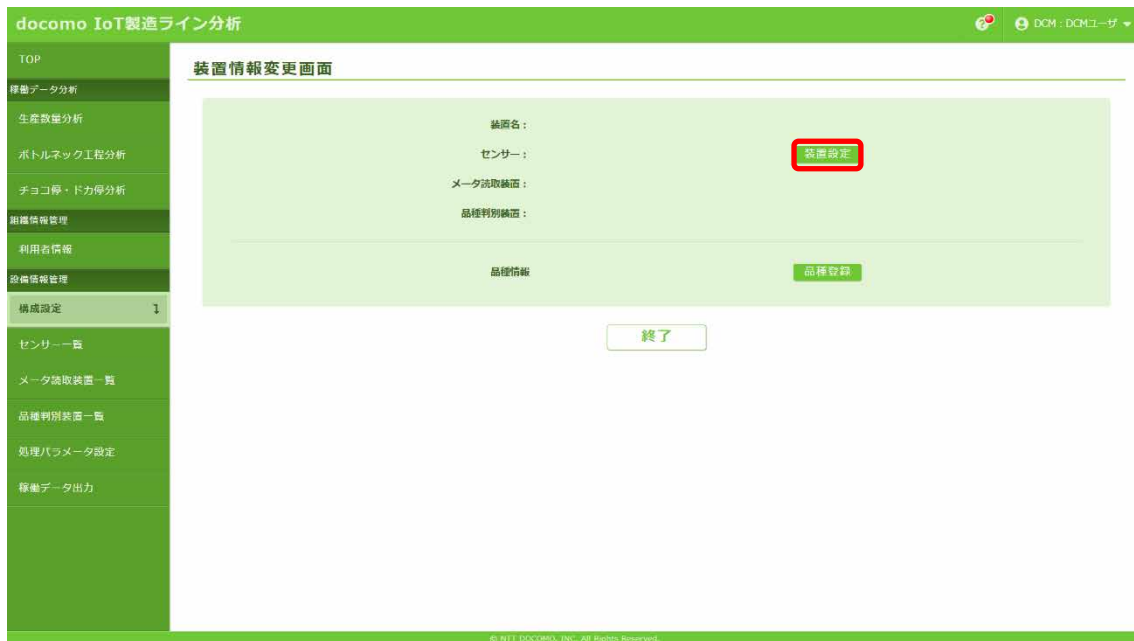 docomo IoT製造ライン分析
DCM : DCMユーザ
TOP
装置情報変更画面
稼働データ分析
生産数量分析
ボトルネック工程分析
チョコ停・ドカ停分析
組織情報管理
利用者情報
設備情報管理
構成設定
センサー一覧
メータ読取装置一覧
品種判別装置一覧
処理パラメータ設定
稼働データ出力
装置名：
センサー：
装置設定
メータ読取装置：
品種判別装置：
品種情報
品種登録
終了
© NTT DOCOMO, INC. All Rights Reserved.